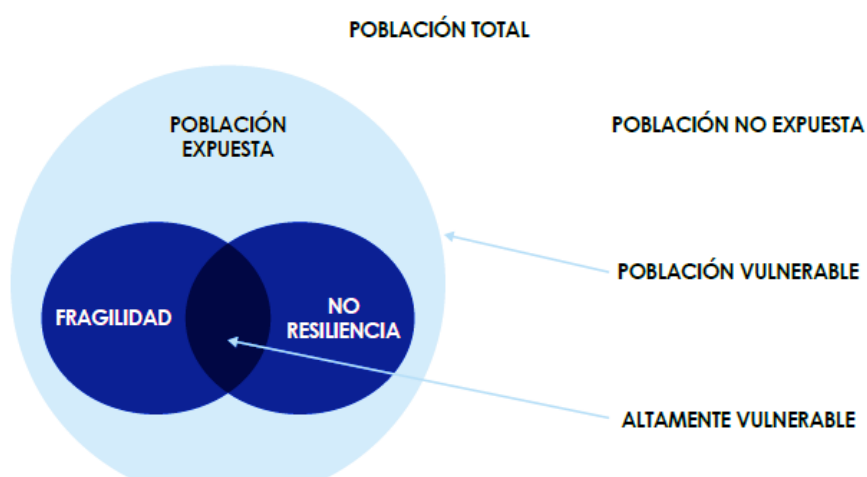 POBLACIÓN TOTAL
POBLACIÓN
EXPUESTA
POBLACIÓN NO EXPUESTA
POBLACIÓN VULNERABLE
FRAGILIDAD
NO
RESILIENCIA
ALTAMENTE VULNERABLE